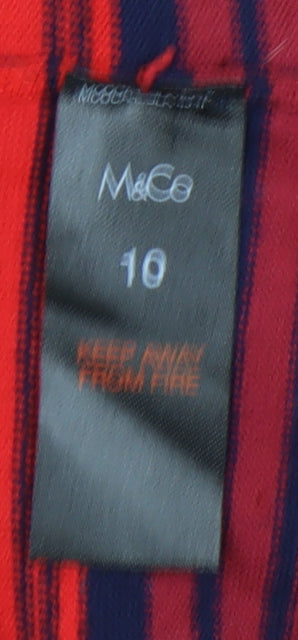 M&Co
10
KEEP AWAY
FROM FIRE